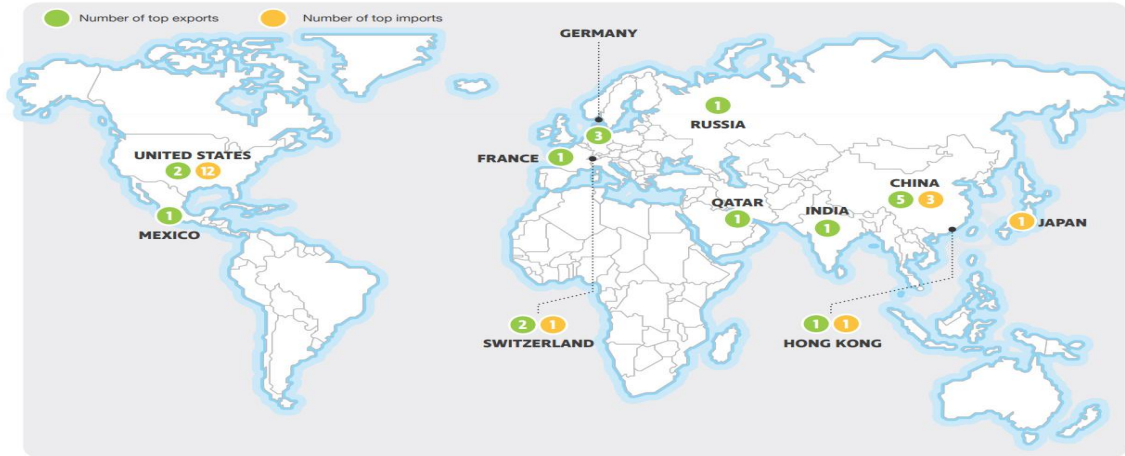 Number of top exports
Number of top imports
GERMANY
1
RUSSIA
3
FRANCE 1
UNITED STATES
2 12
1
MEXICO
CHINA
5 3
QATAR
1
INDIA
1
1 JAPAN
2 1
SWITZERLAND
1 1
HONG KONG